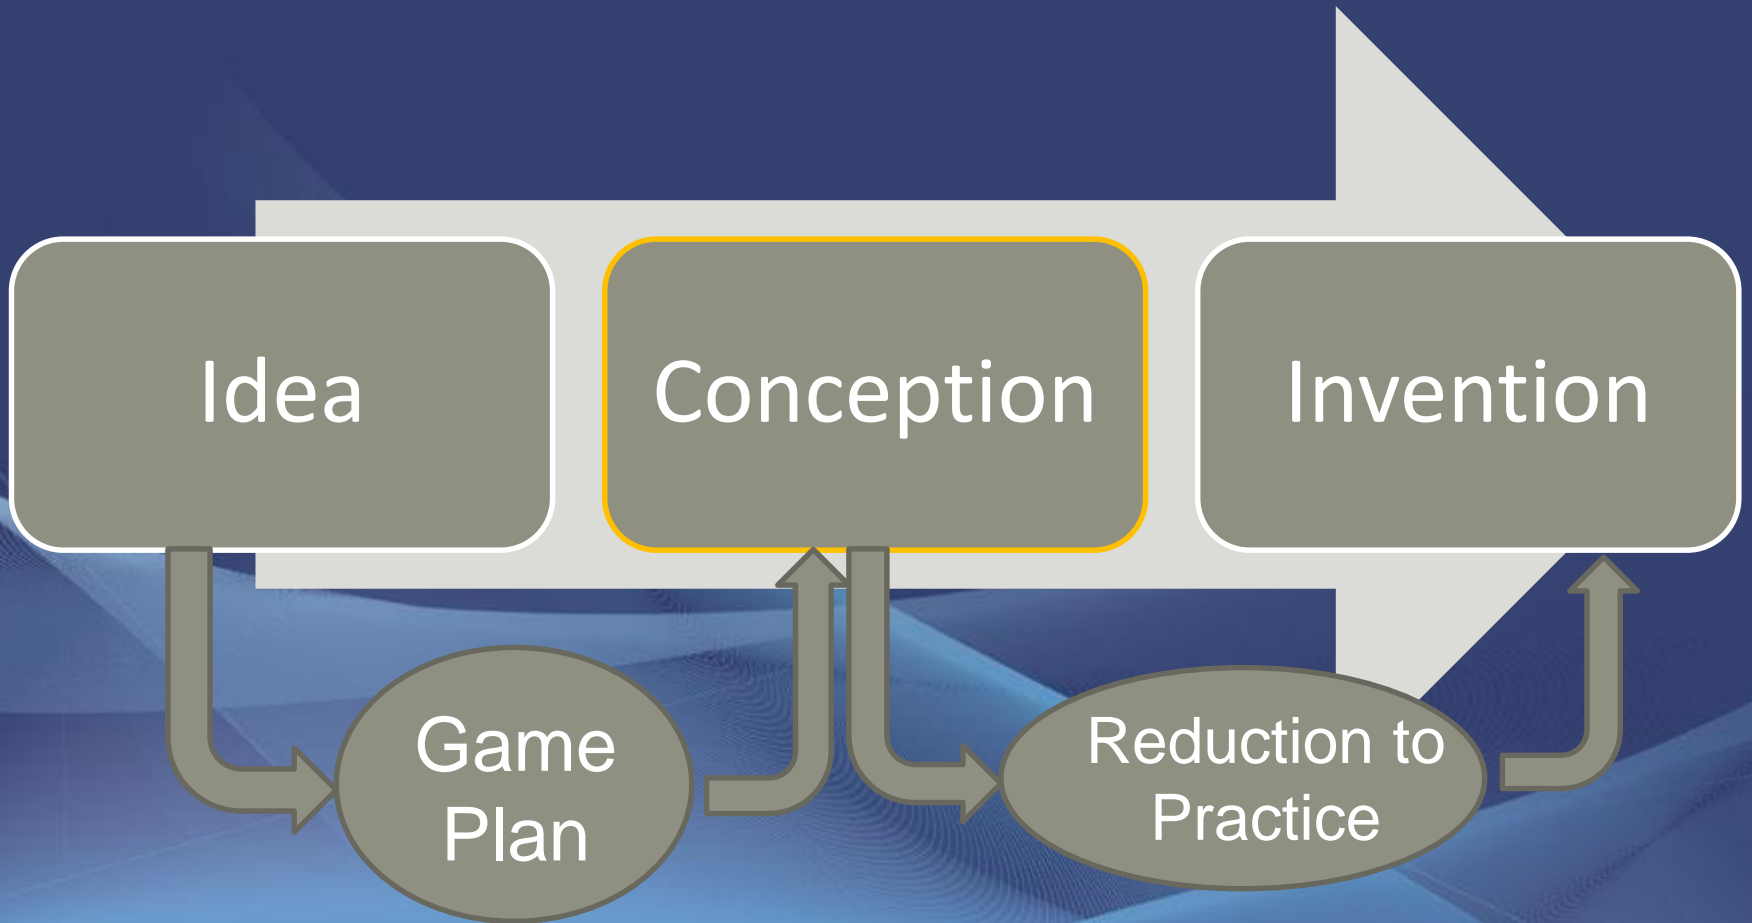 Idea
Conception
Invention
Game
Plan
Reduction to
Practice